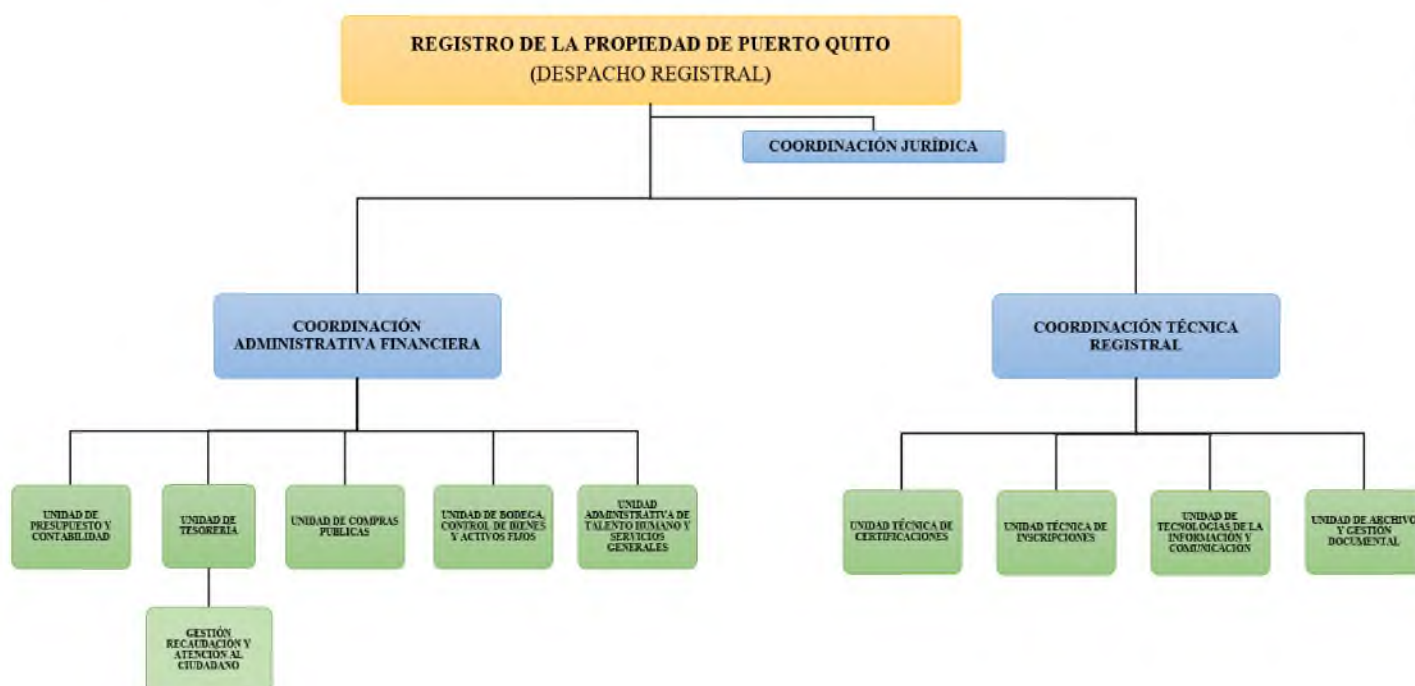 REGISTRO DE LA PROPIEDAD DE PUERTO QUITO
(DESPACHO REGISTRAL)
COORDINACIÓN JURÍDICA
COORDINACIÓN
ADMINISTRATIVA FINANCIERA
COORDINACIÓN TÉCNICA
REGISTRAL
UNIDAD DE
PRESUPUESTO Y
CONTABILIDAD
UNIDAD DE
TESORERIA
UNIDAD DE COMPRAS
PUBLICAS
UNIDAD DE BODEGA,
CONTROL DE BIENES
Y ACTIVOS FIJOS
UNIDAD
ADMINISTRATIVA DE
TALENTO HUMANO Y
SERVICIOS
GENERALES
UNIDAD TÉCNICA DE
CERTIFICACIONES
UNIDAD TÉCNICA DE
INSCRIPCIONES
UNIDAD DE
TECNOLOGÍAS DE LA
INFORMACIÓN Y
COMUNICACIÓN
UNIDAD DE ARCHIVO
Y GESTIÓN
DOCUMENTAL
GESTIÓN
RECAUDACIÓN Y
ATENCIÓN AL
CIUDADANO